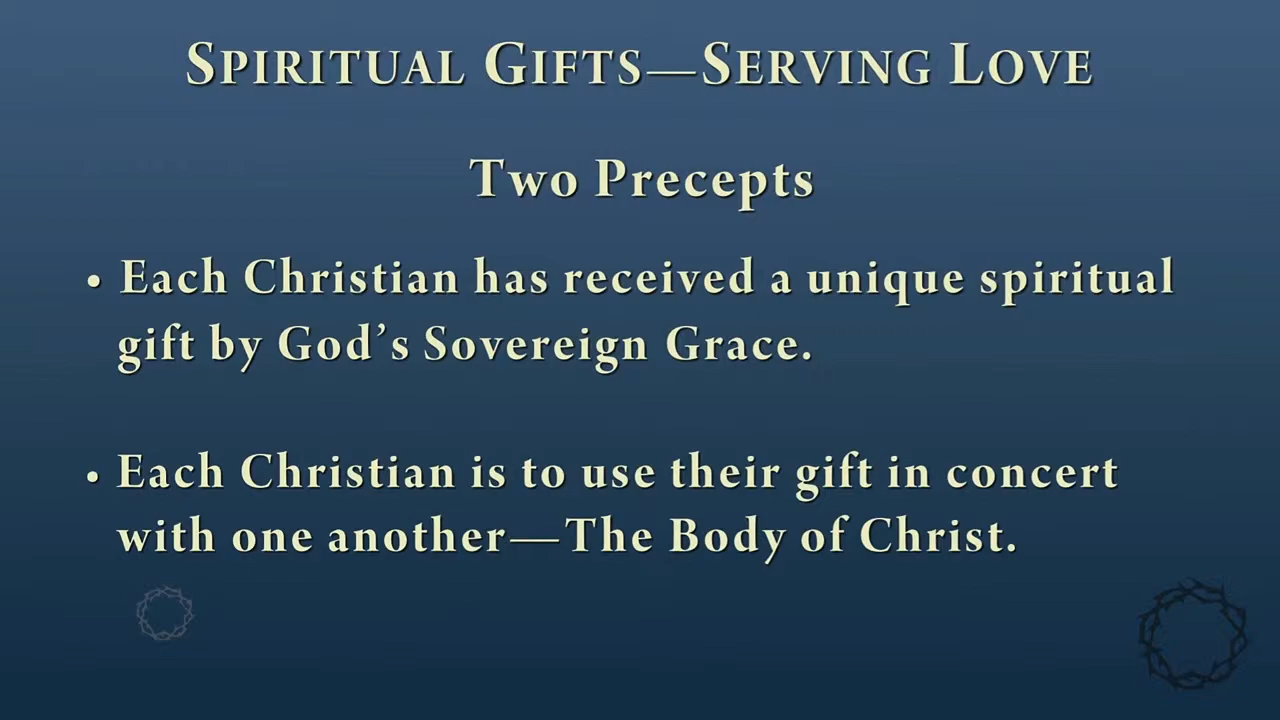 SPIRITUAL GIFTS—SERVING LOVE
Two Precepts
• Each Christian has received a unique spiritual
gift by God’s Sovereign Grace.
• Each Christian is to use their gift in concert
with one another—The Body of Christ.